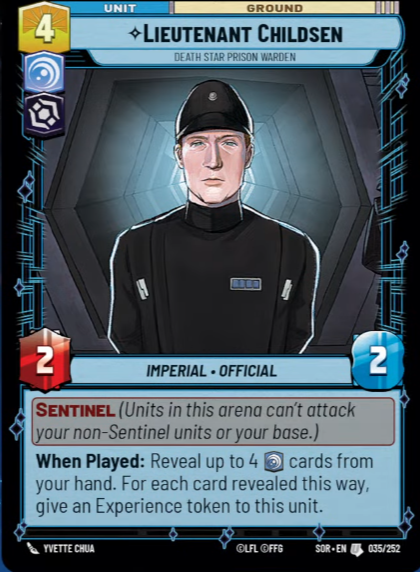 UNIT
GROUND
4
LIEUTENANT CHILDSEN
DEATH STAR PRISON WARDEN
2
2
IMPERIAL • OFFICIAL
SENTINEL (Units in this arena can't attack
your non-Sentinel units or your base.)
When Played: Reveal up to 4 cards from
your hand. For each card revealed this way,
give an Experience token to this unit.
YVETTE CHUA
©LFL ©FFG
SOR • EN
035/252